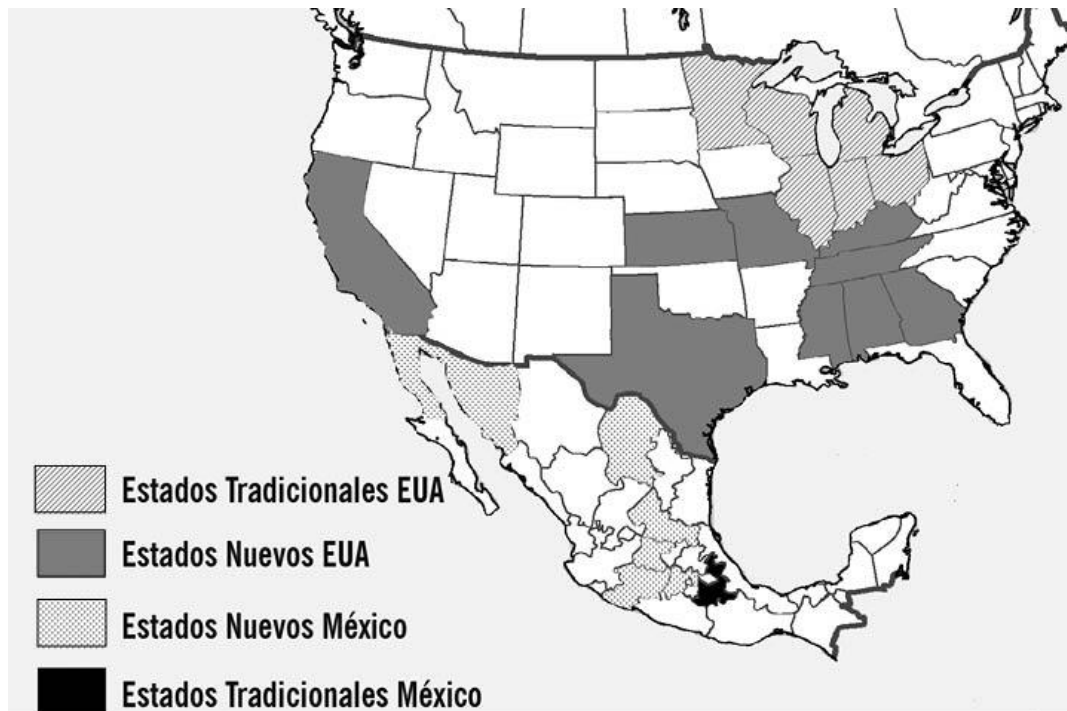 Estados Tradicionales EUA
Estados Nuevos EUA
Estados Nuevos México
Estados Tradicionales México